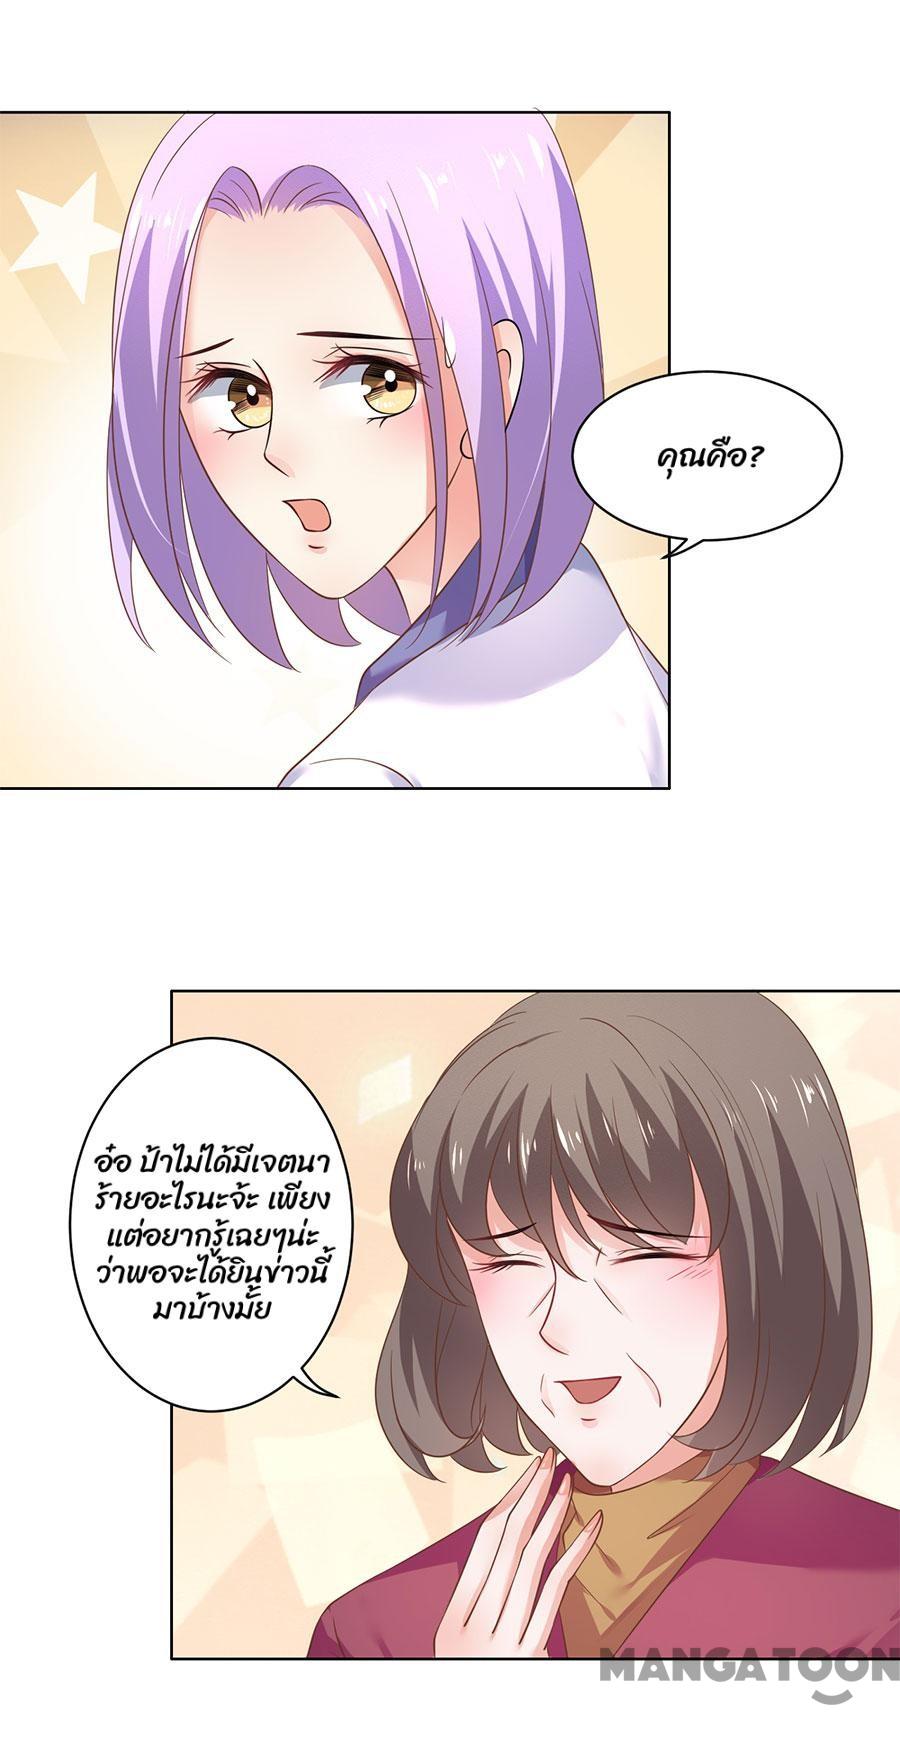 คุณคือ?
อ๋อ ป้าไม่ได้มีเจตนา
ร้ายอะไรนะจ้ะ เพียง
แต่อยากรู้เฉยๆน่ะ
ว่าพอจะได้ยินข่าวนี้
มาบ้างมั้ย
MANGATOON